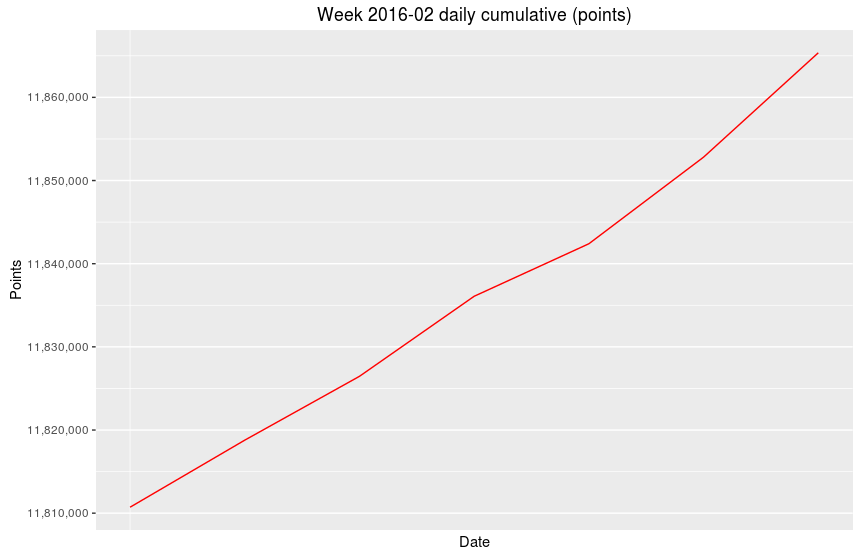 Week 2016-02 daily cumulative (points)
11,860,000
11,850,000
11,840,000
11,830,000
11,820,000
11,810,000
Points
Date